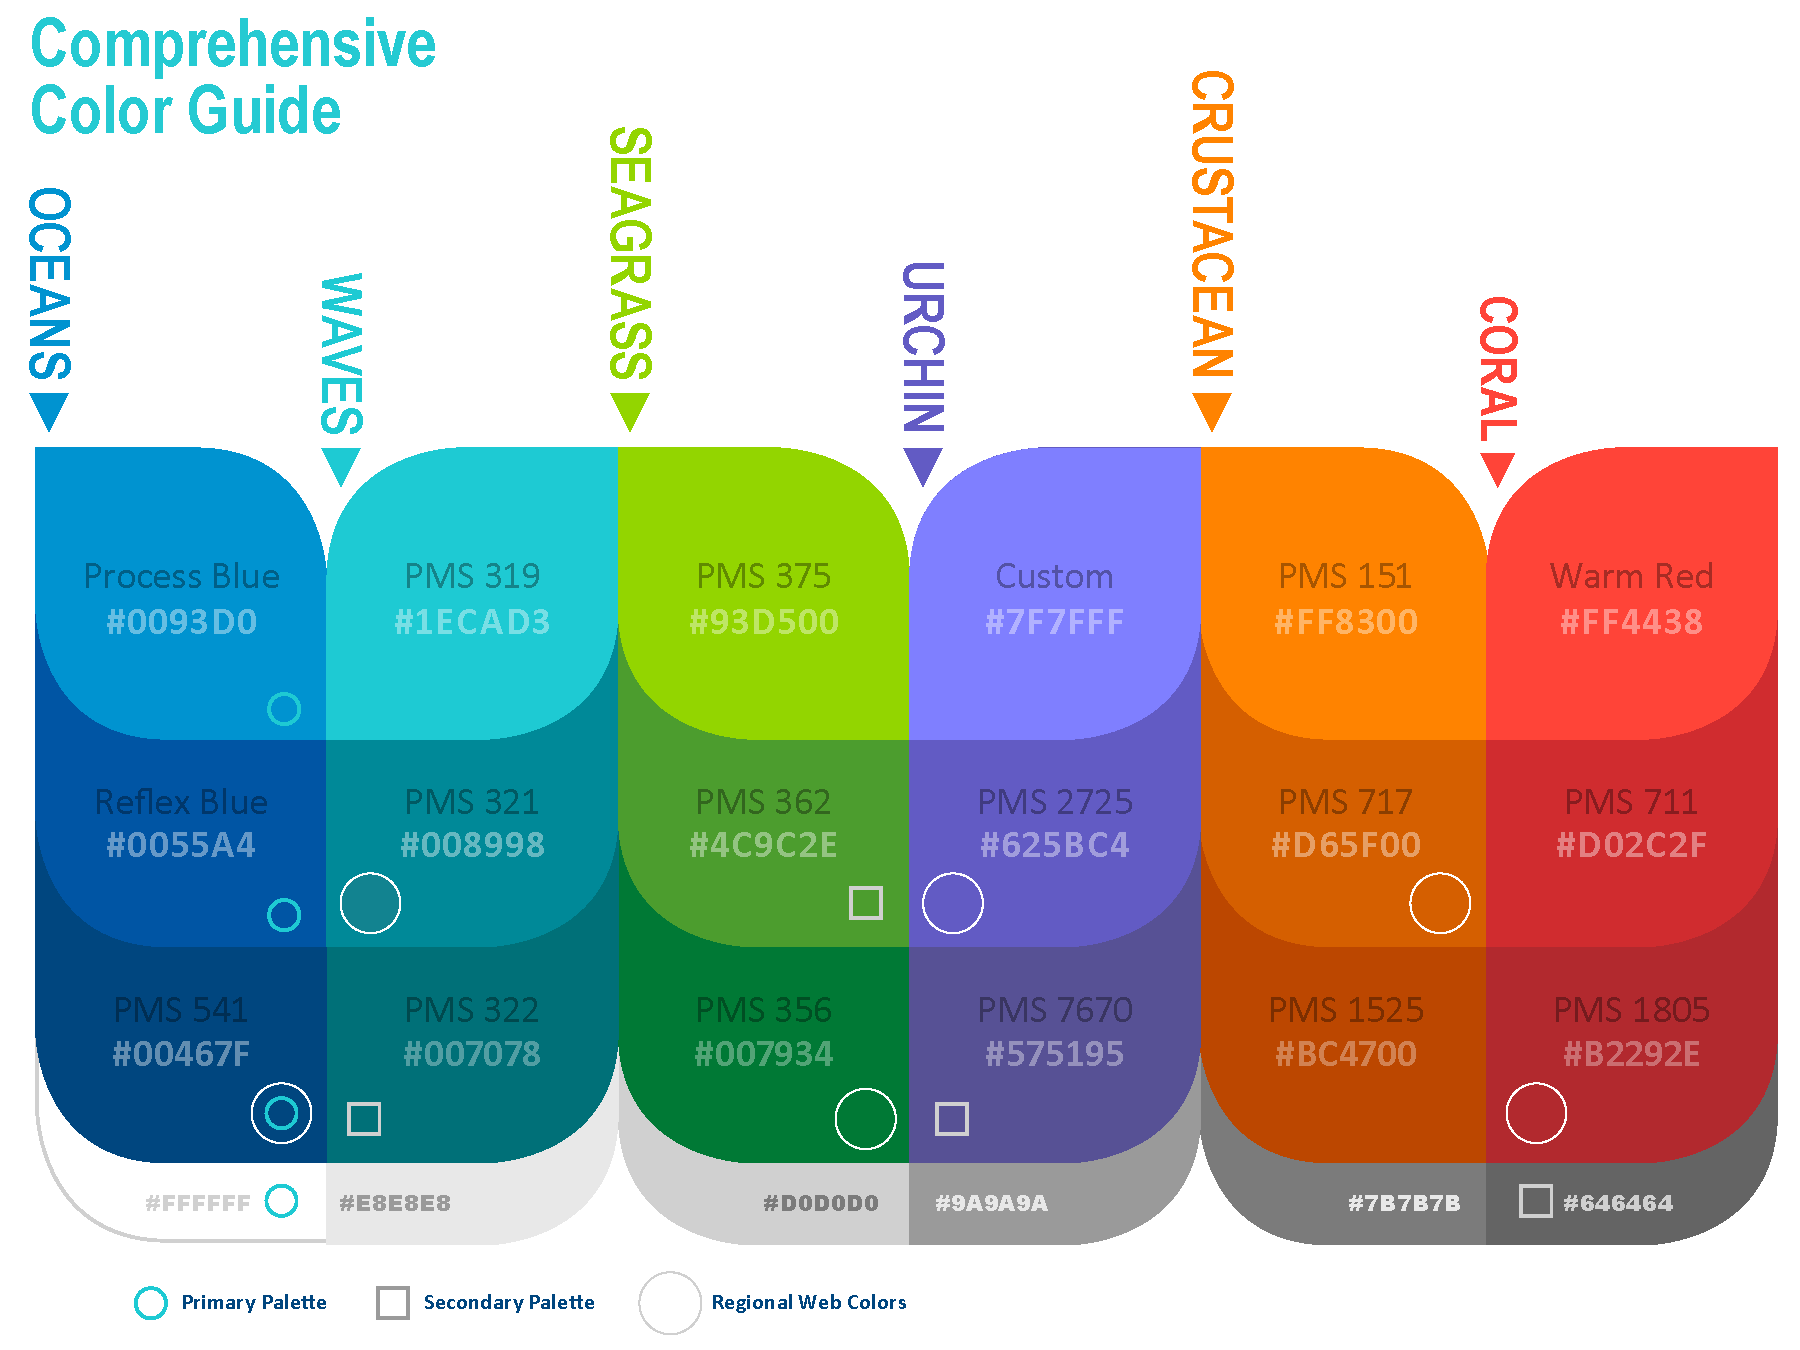 Comprehensive
Color Guide
OCEANS
WAVES
SEAGRASS
URCHIN
CRUSTACEAN
CORAL
Process Blue
#0093D0
PMS 319
#1ECAD3
PMS 375
#93D500
Custom
#7F7FFF
PMS 151
#FF8300
Warm Red
#FF4438
Reflex Blue
#0055A4
PMS 321
#008998
PMS 362
#4C9C2E
PMS 2725
#625BC4
PMS 717
#D65F00
PMS 711
#D02C2F
PMS 541
#00467F
PMS 322
#007078
PMS 356
#007934
PMS 7670
#575195
PMS 1525
#BC4700
PMS 1805
#B2292E
#FFFFFF
#E8E8E8
#D0D0D0
#9A9A9A
#7B7B7B
#646464
Primary Palette
Secondary Palette
Regional Web Colors